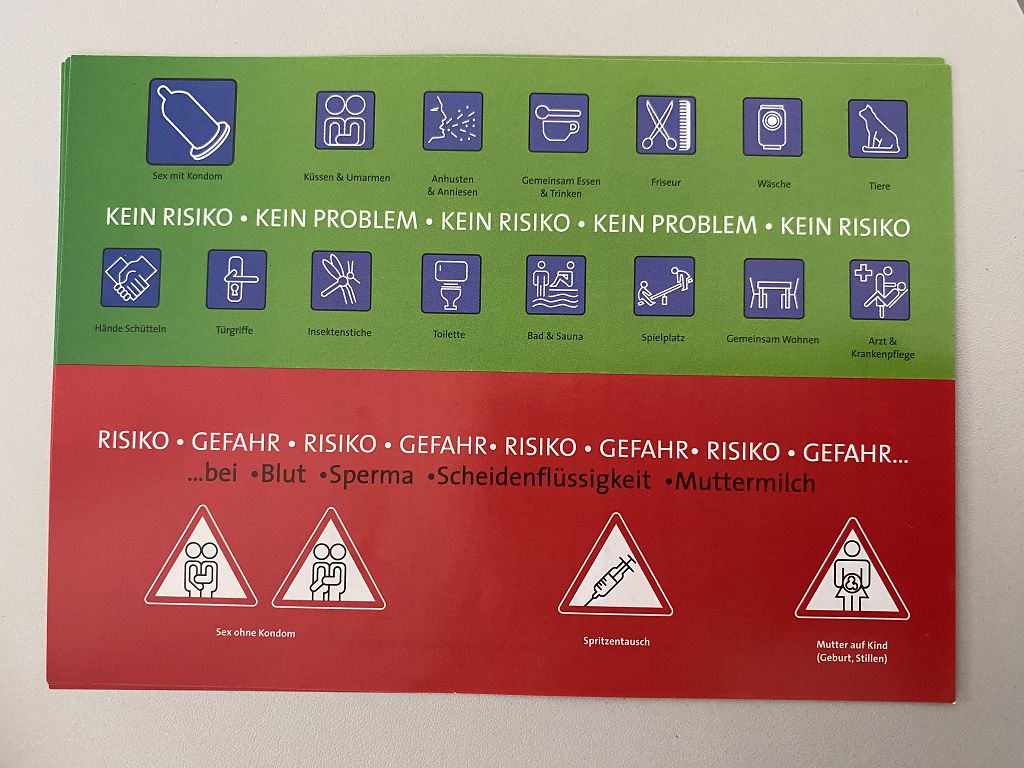 Sex mit Kondom
Küssen & Umarmen
Anhusten
& Anniesen
Gemeinsam Essen
& Trinken
Friseur
Wäsche
Tiere
KEIN RISIKO • KEIN PROBLEM • KEIN RISIKO • KEIN PROBLEM • KEIN RISIKO
Hände Schütteln
Türgriffe
Insektenstiche
Toilette
Bad & Sauna
Spielplatz
Gemeinsam Wohnen
Arzt &
Krankenpflege
RISIKO • GEFAHR • RISIKO • GEFAHR• RISIKO • GEFAHR• RISIKO • GEFAHR...
...bei •Blut •Sperma •Scheidenflüssigkeit •Muttermilch
Sex ohne Kondom
Spritzentausch
Mutter auf Kind
(Geburt, Stillen)